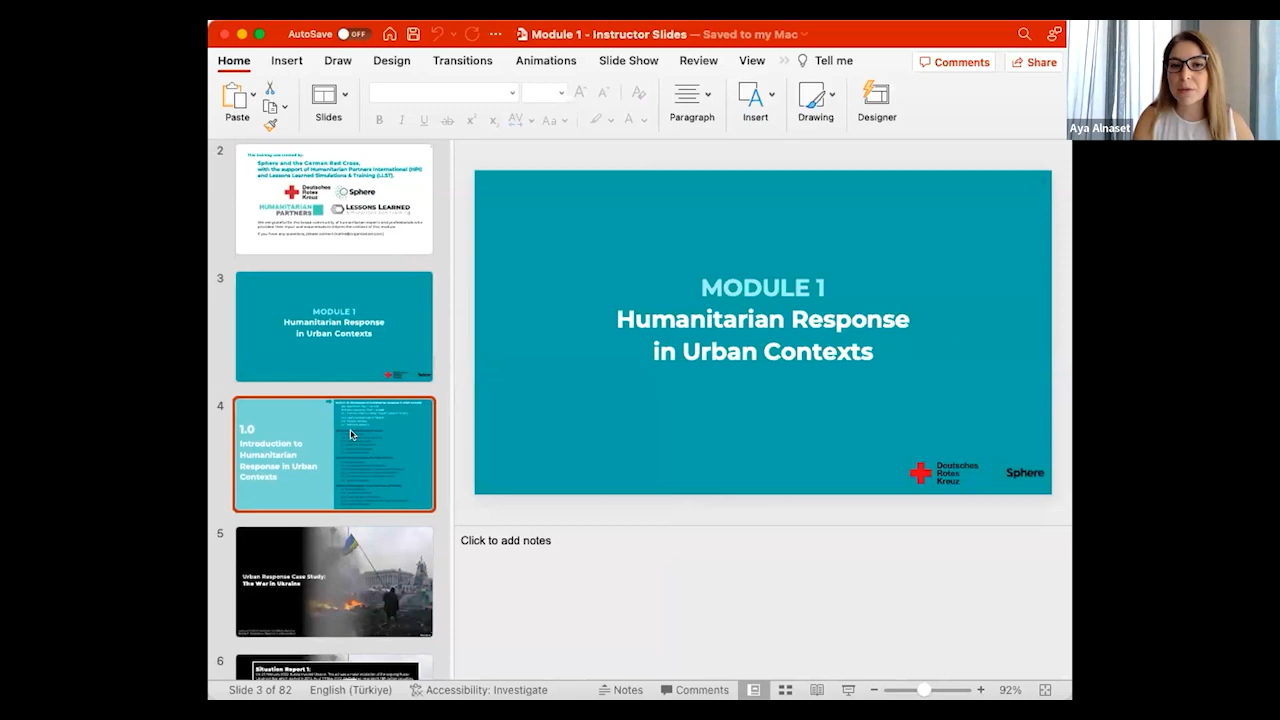 AutoSave OFF
Module 1 - Instructor Slides — Saved to my Mac
Home Insert Draw Design Transitions Animations Slide Show Review View Tell me
Comments Share
Paste Slides Paragraph Insert Drawing Designer
Aya Alnaset
2
This training was created by:
Sphere and the German Red Cross,
with the support of Humanitarian Partners International (HPI)
and Lessons Learned Simulations & Training (LLST).
Deutsches
Rotes
Kreuz
Sphere
HUMANITARIAN
PARTNERS
LESSONS LEARNED
3
MODULE 1
Humanitarian Response
in Urban Contexts
4
1.0
Introduction to
Humanitarian
Response in Urban
Contexts
5
Urban Response Case Study:
The War in Ukraine
6
Situation Report 1:
MODULE 1
Humanitarian Response
in Urban Contexts
Deutsches
Rotes
Kreuz
Sphere
Click to add notes
Slide 3 of 82 English (Türkiye) Accessibility: Investigate Notes Comments 92%